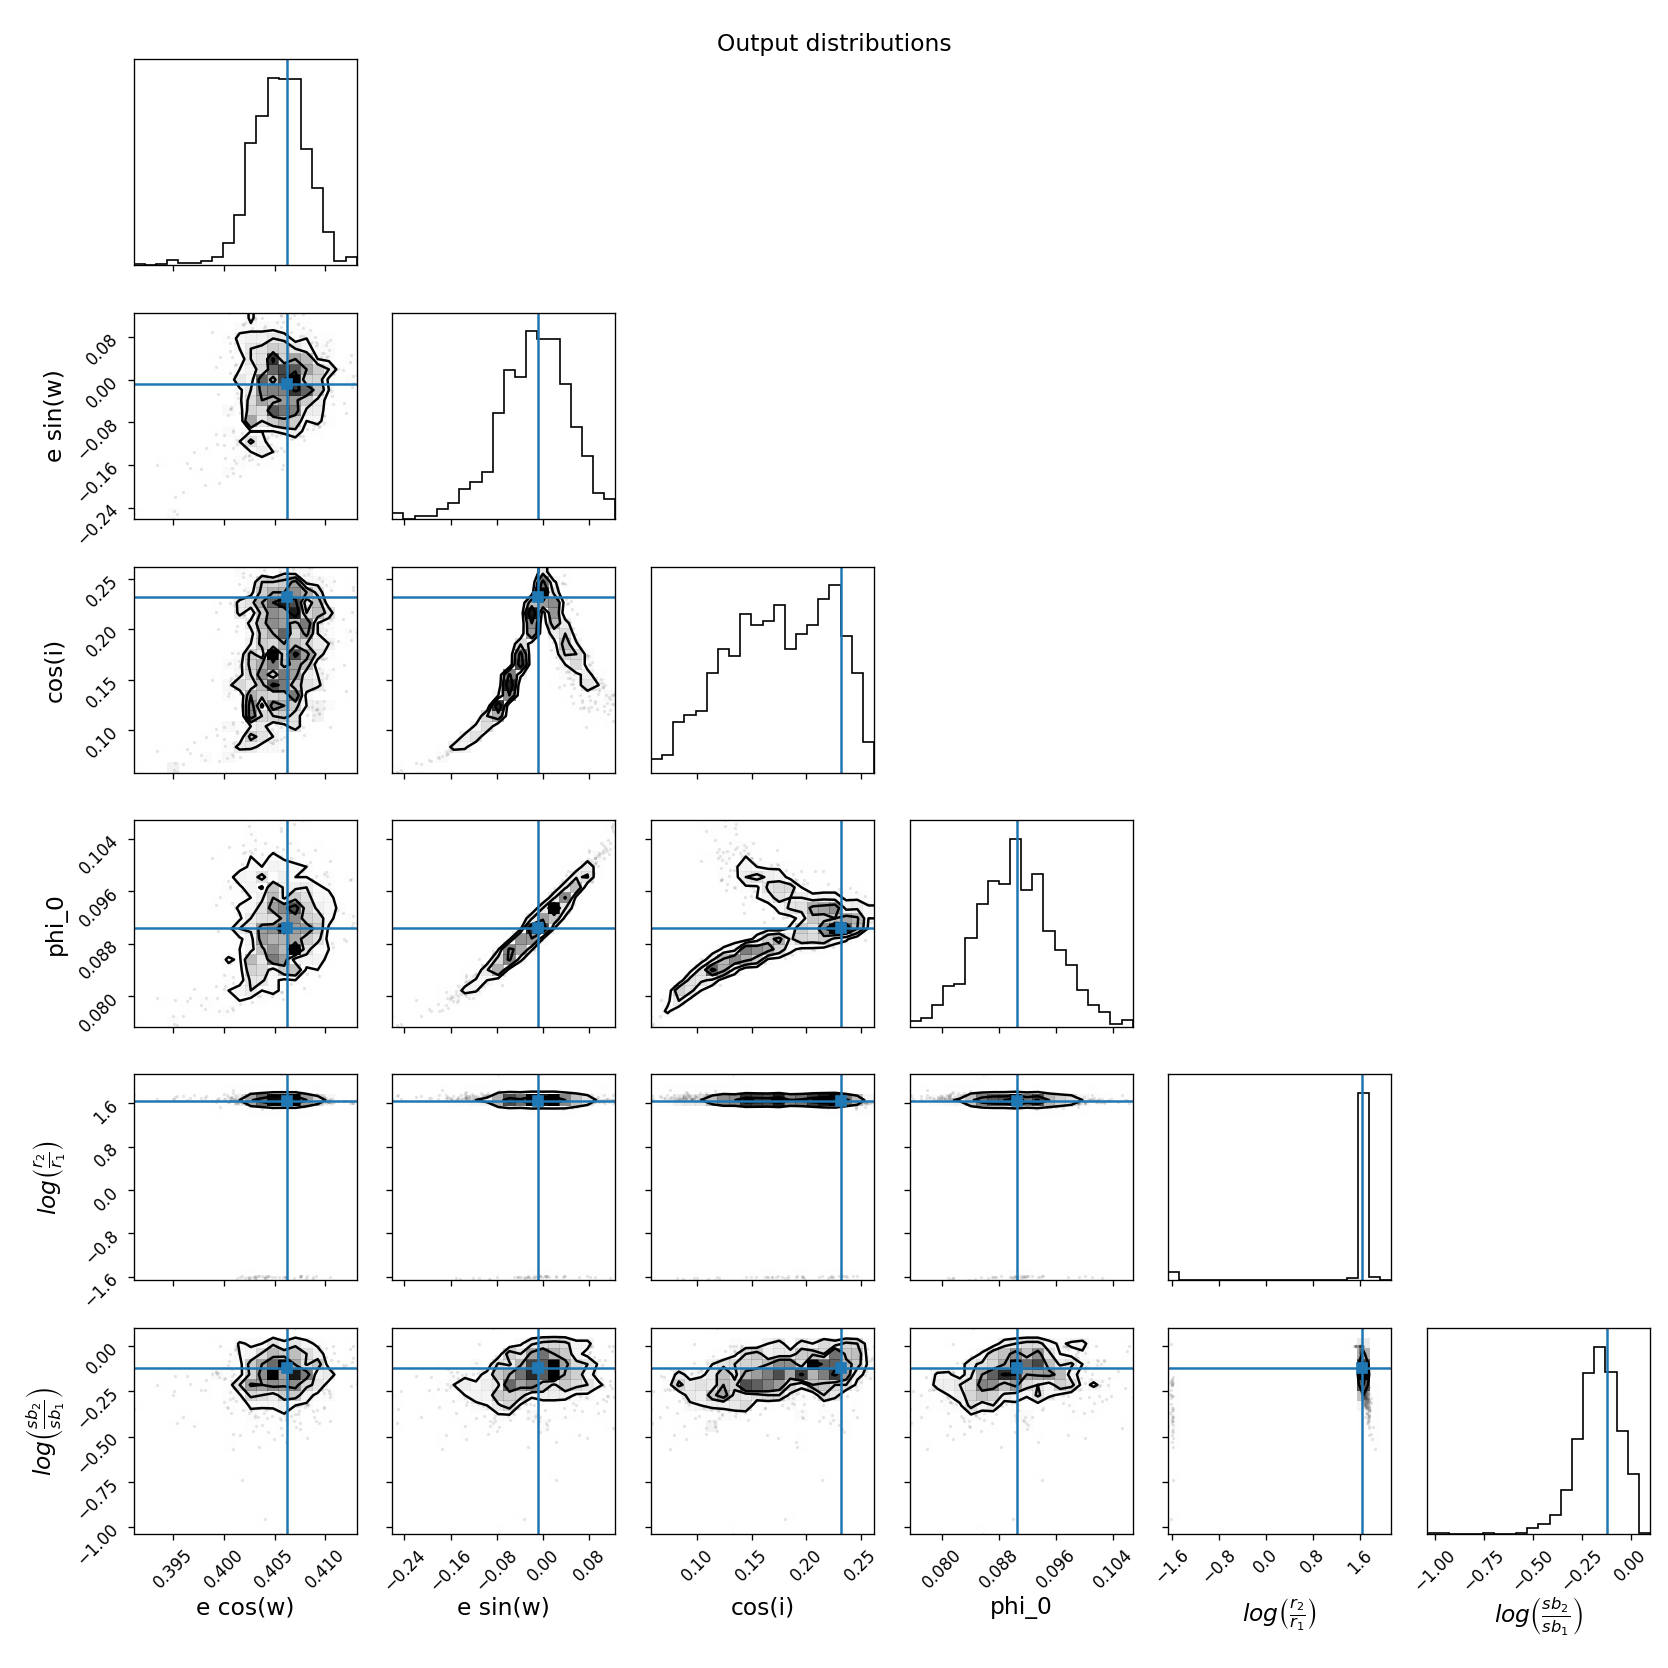 Output distributions
0.08
0.00
−0.08
−0.16
−0.24
e sin(w)
0.25
0.20
0.15
0.10
cos(i)
0.104
0.096
0.088
0.080
phi_0
1.6
0.8
0.0
−0.8
−1.6
log(r₂/r₁)
0.00
−0.25
−0.50
−0.75
−1.00
log(sb₂/sb₁)
0.395 0.400 0.405 0.410
−0.24 −0.16 −0.08 0.00 0.08
0.10 0.15 0.20 0.25
0.080 0.088 0.096 0.104
−1.6 −0.8 0.0 0.8 1.6
−1.00 −0.75 −0.50 −0.25 0.00
e cos(w) e sin(w) cos(i) phi_0 log(r₂/r₁) log(sb₂/sb₁)